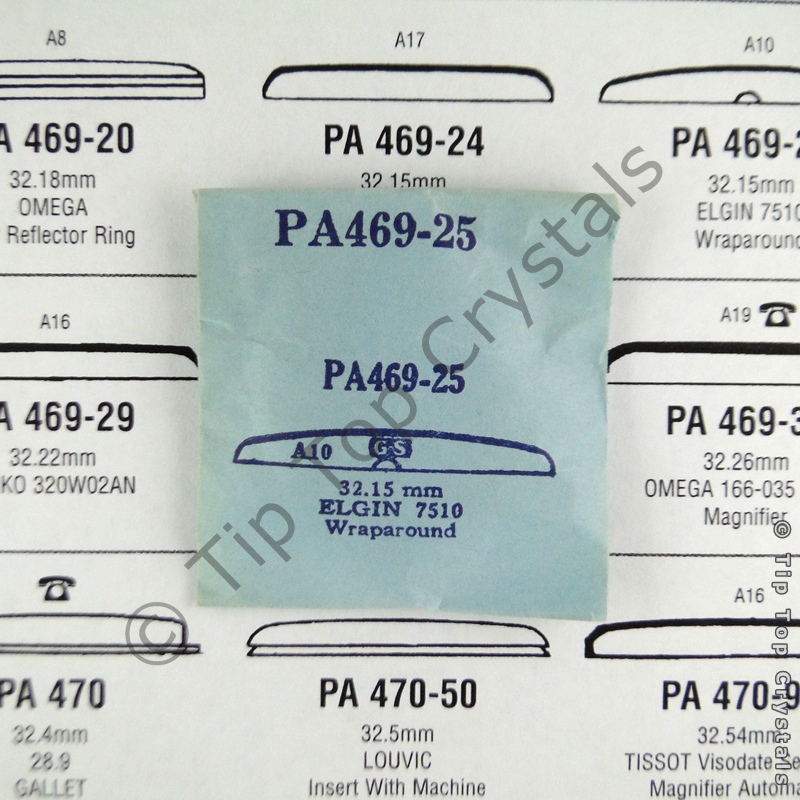 A8
A17
A10
A 469-20
PA 469-24
PA 469-2
32.18mm
32.15mm
32.15mm
OMEGA
ELGIN 7510
Reflector Ring
Wraparound
PA469-25
A16
A19
PA469-25
A10 GS
32.15 mm
ELGIN 7510
Wraparound
A 469-29
PA 469-3
32.22mm
32.26mm
KO 320W02AN
OMEGA 166-035
Magnifier
A16
PA 470
PA 470-50
PA 470-9
32.4mm
32.5mm
32.54mm
28.9
LOUVIC
TISSOT Visodate Se
GALLET
Insert With Machine
Magnifier Automa
© Tip Top Crystals
© Tip Top Crystals